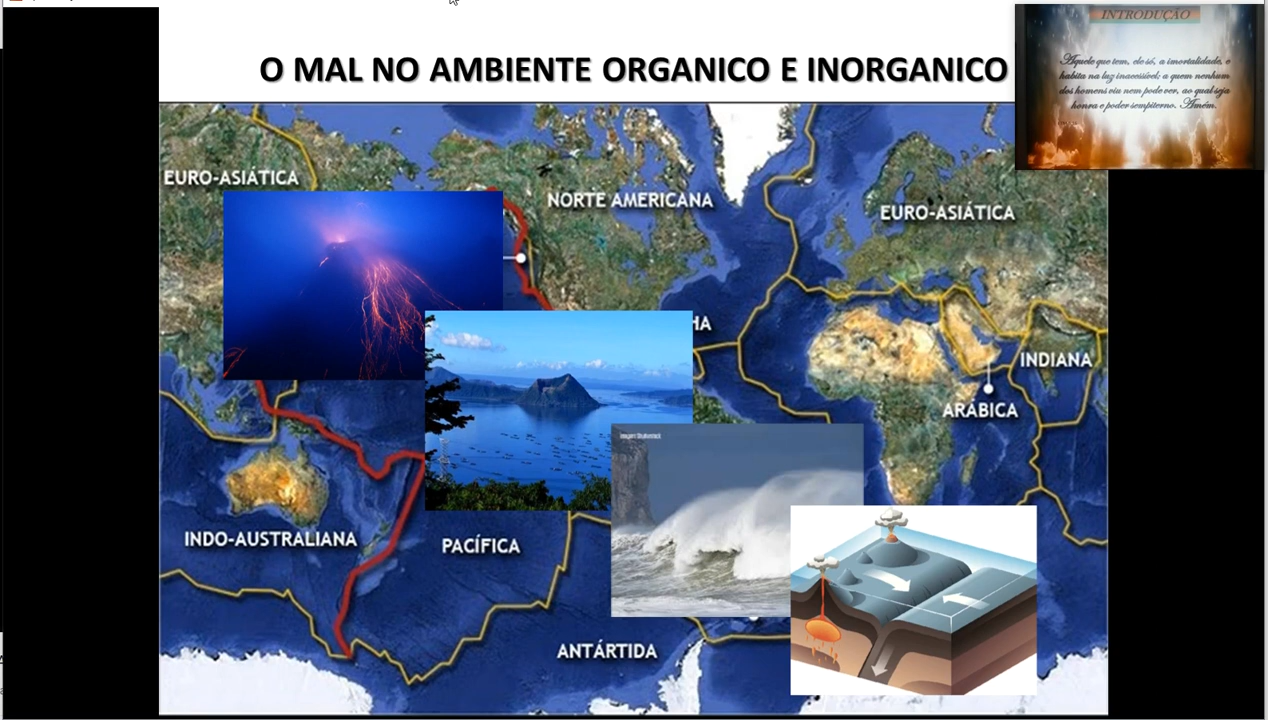 INTRODUÇÃO
Aquele que tem, ele só, a imortalidade, e
habita na luz inacessível; a quem nenhum
dos homens viu nem pode ver, ao qual seja
honra e poder sempiterno. Amém.
O MAL NO AMBIENTE ORGANICO E INORGANICO
EURO-ASIÁTICA
NORTE AMERICANA
EURO-ASIÁTICA
HA
INDIANA
ARÁBICA
INDO-AUSTRALIANA
PACÍFICA
ANTÁRTIDA